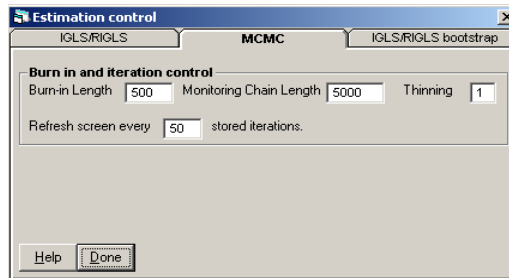 Estimation control
IGLS/RIGLS MCMC IGLS/RIGLS bootstrap
Burn in and iteration control
Burn-in Length 500 Monitoring Chain Length 5000 Thinning 1
Refresh screen every 50 stored iterations.
Help Done